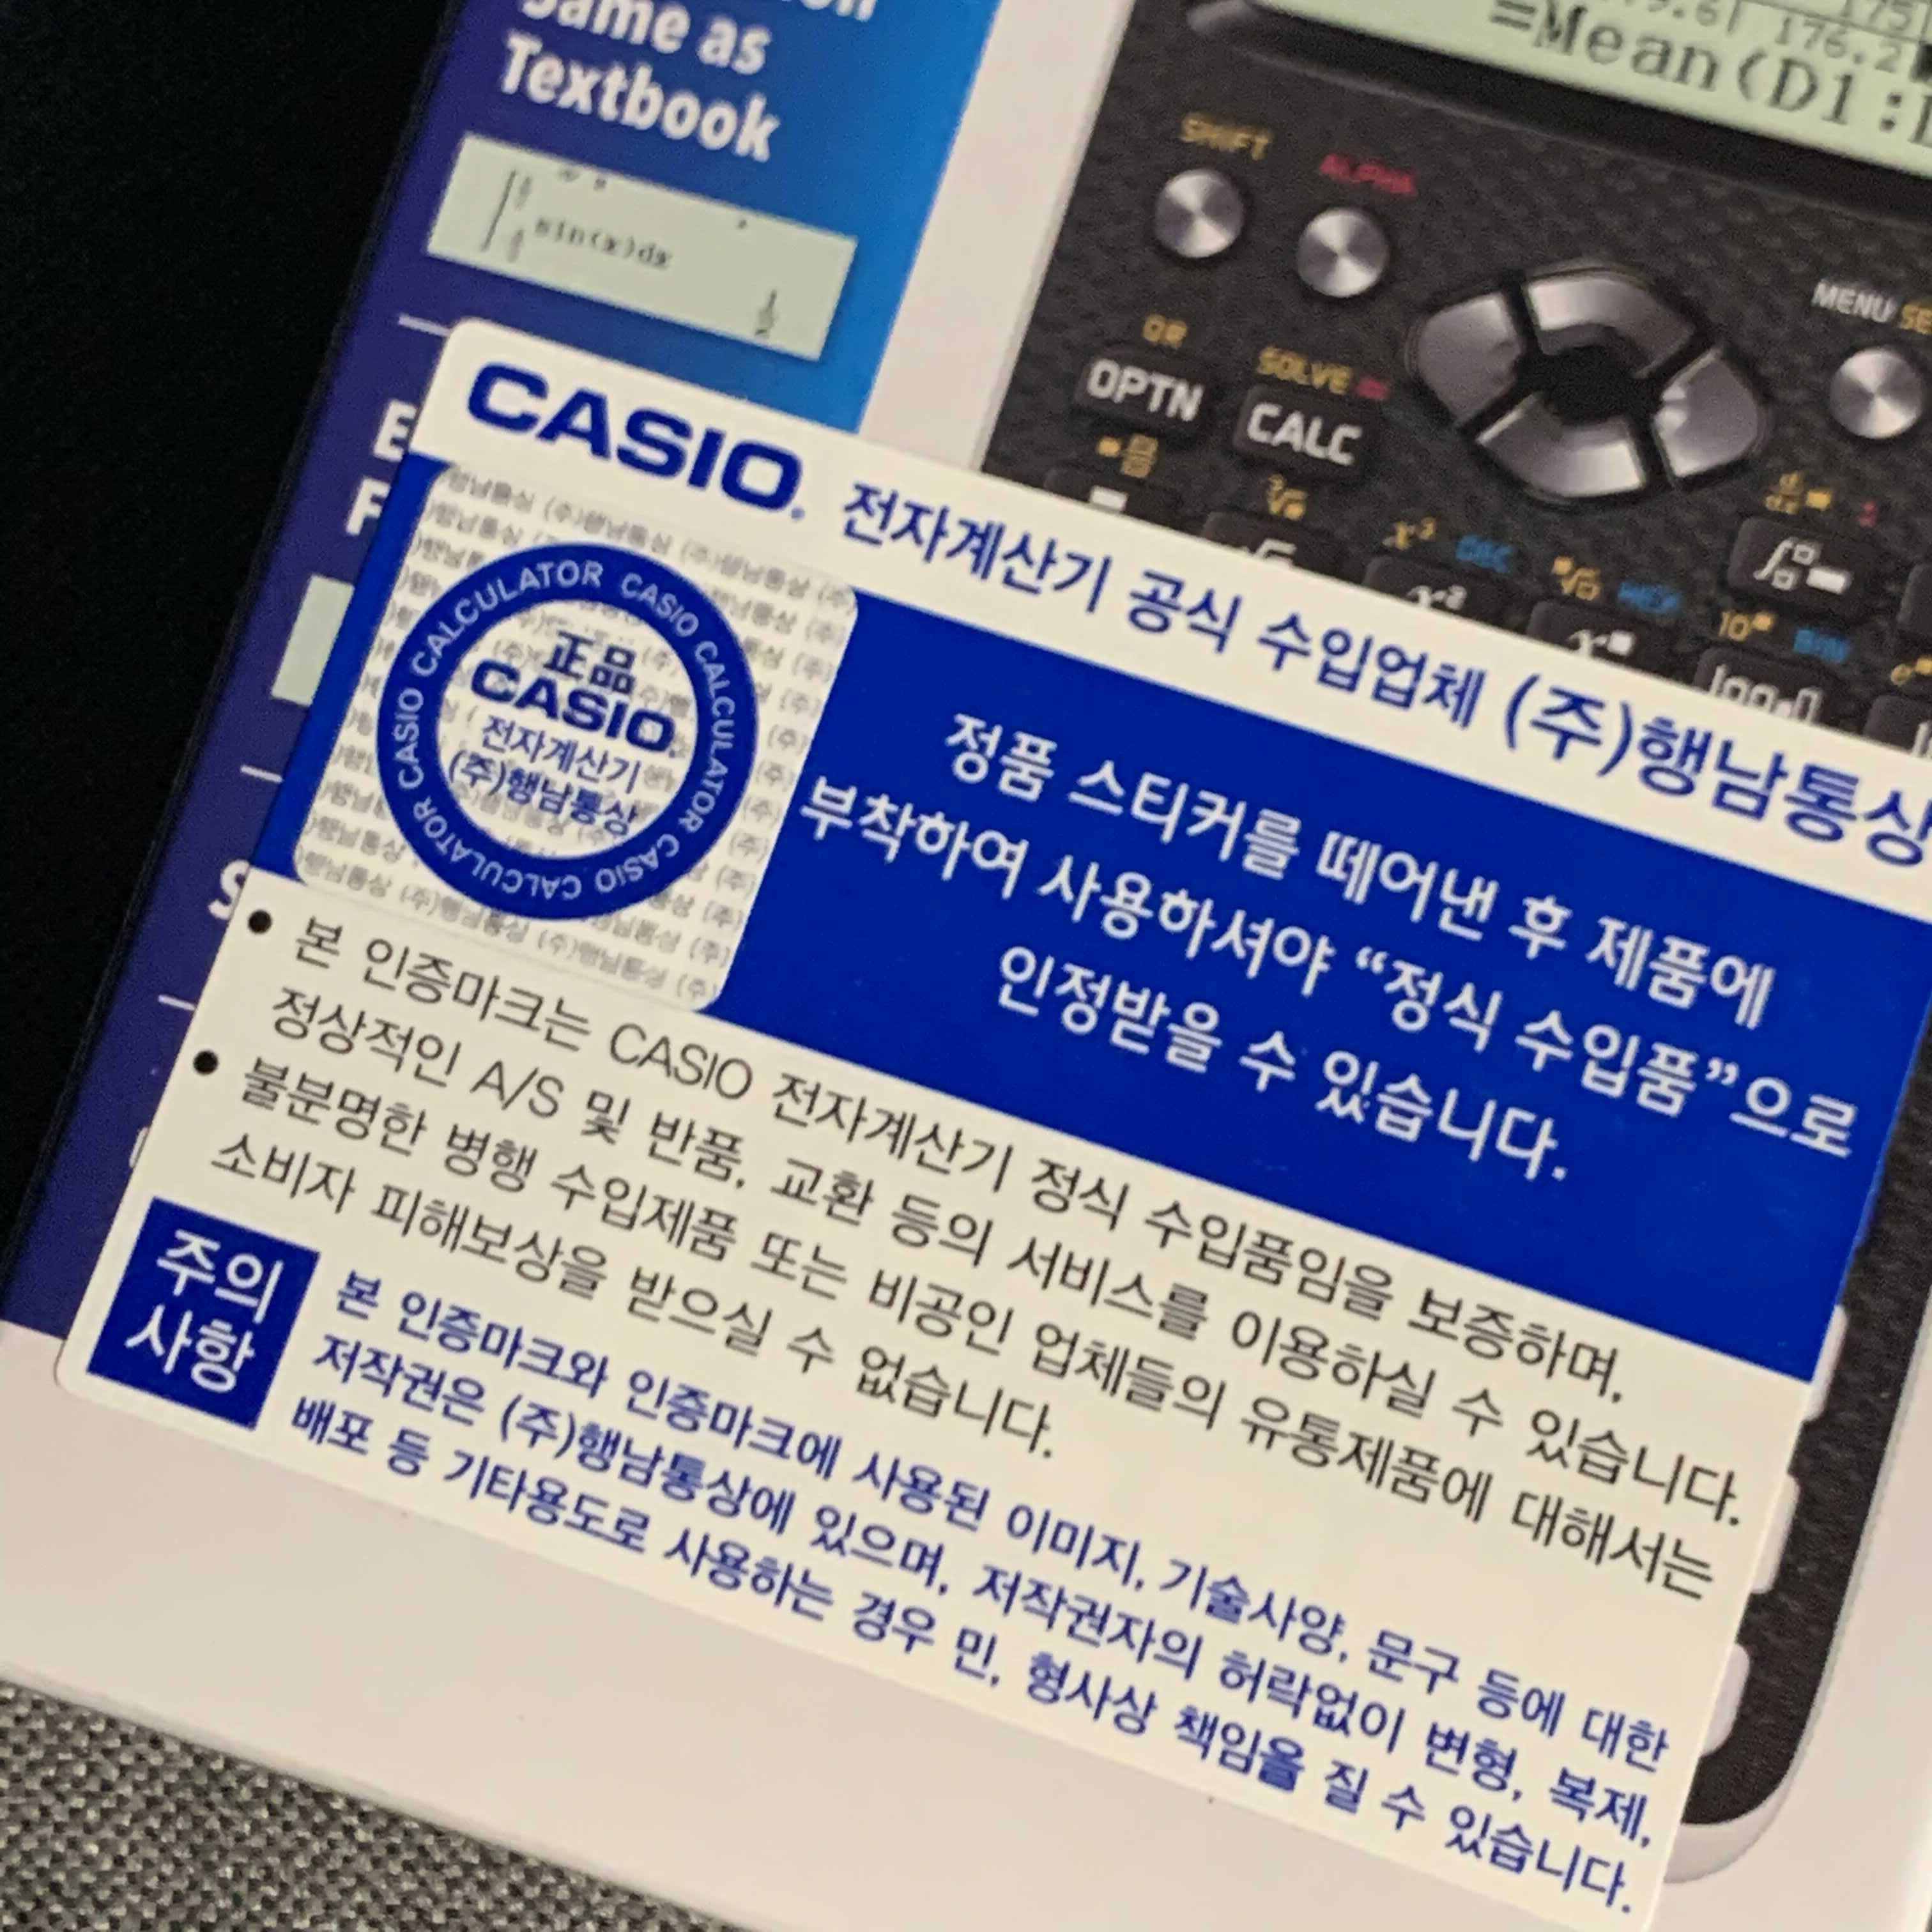 Same as
Textbook
sin(x)dx
176.2
=Mean(D1:
SHIFT
ALPHA
MENU
QR
OPTN
SOLVE =
CALC
CASIO 전자계산기 공식 수입업체 (주)행남통상
CASIO CALCULATOR CASIO CALCULATOR CASIO CALCULATOR CASIO CALCULATOR
正品
CASIO
전자계산기
(주)행남통상
정품 스티커를 떼어낸 후 제품에
부착하여 사용하셔야 “정식 수입품”으로
인정받을 수 있습니다.
• 본 인증마크는 CASIO 전자계산기 정식 수입품임을 보증하며,
정상적인 A/S 및 반품, 교환 등의 서비스를 이용하실 수 있습니다.
• 불분명한 병행 수입제품 또는 비공인 업체들의 유통제품에 대해서는
소비자 피해보상을 받으실 수 없습니다.
주의
사항
본 인증마크와 인증마크에 사용된 이미지, 기술사양, 문구 등에 대한
저작권은 (주)행남통상에 있으며, 저작권자의 허락없이 변형, 복제,
배포 등 기타용도로 사용하는 경우 민, 형사상 책임을 질 수 있습니다.